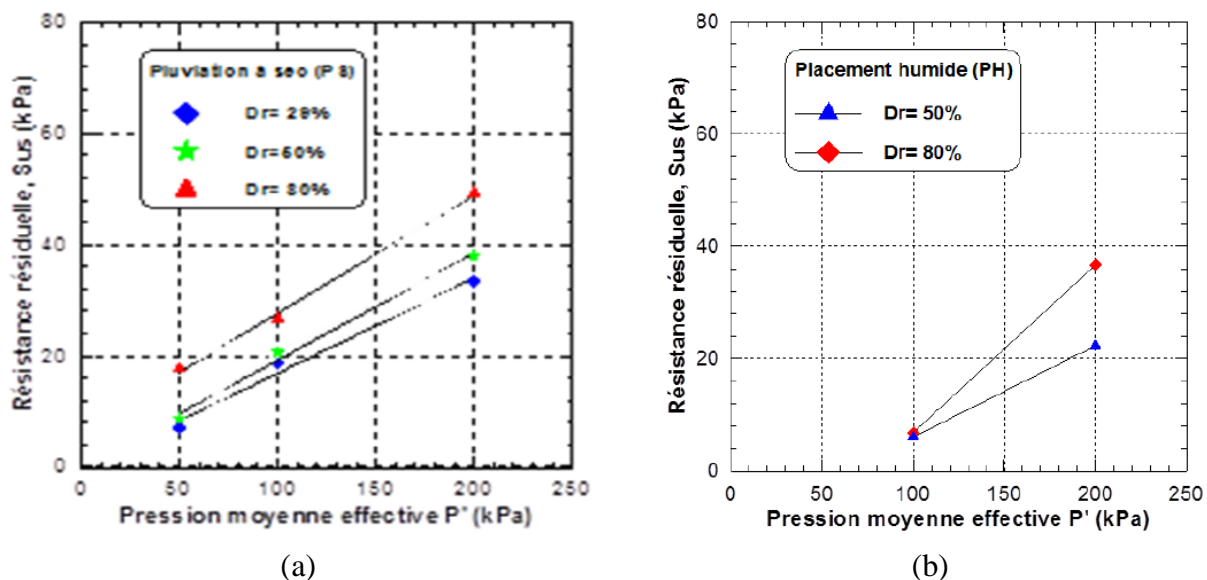 80
60
40
20
0
Résistance résiduelle, Sus (kPa)
Pluviation à sec (PS)
Dr= 29%
Dr=50%
Dr= 80%
0 50 100 150 200 250
Pression moyenne effective P' (kPa)
(a)
80
60
40
20
0
Résistance résiduelle, Sus (kPa)
Placement humide (PH)
Dr= 50%
Dr= 80%
0 50 100 150 200 250
Pression moyenne effective P' (kPa)
(b)